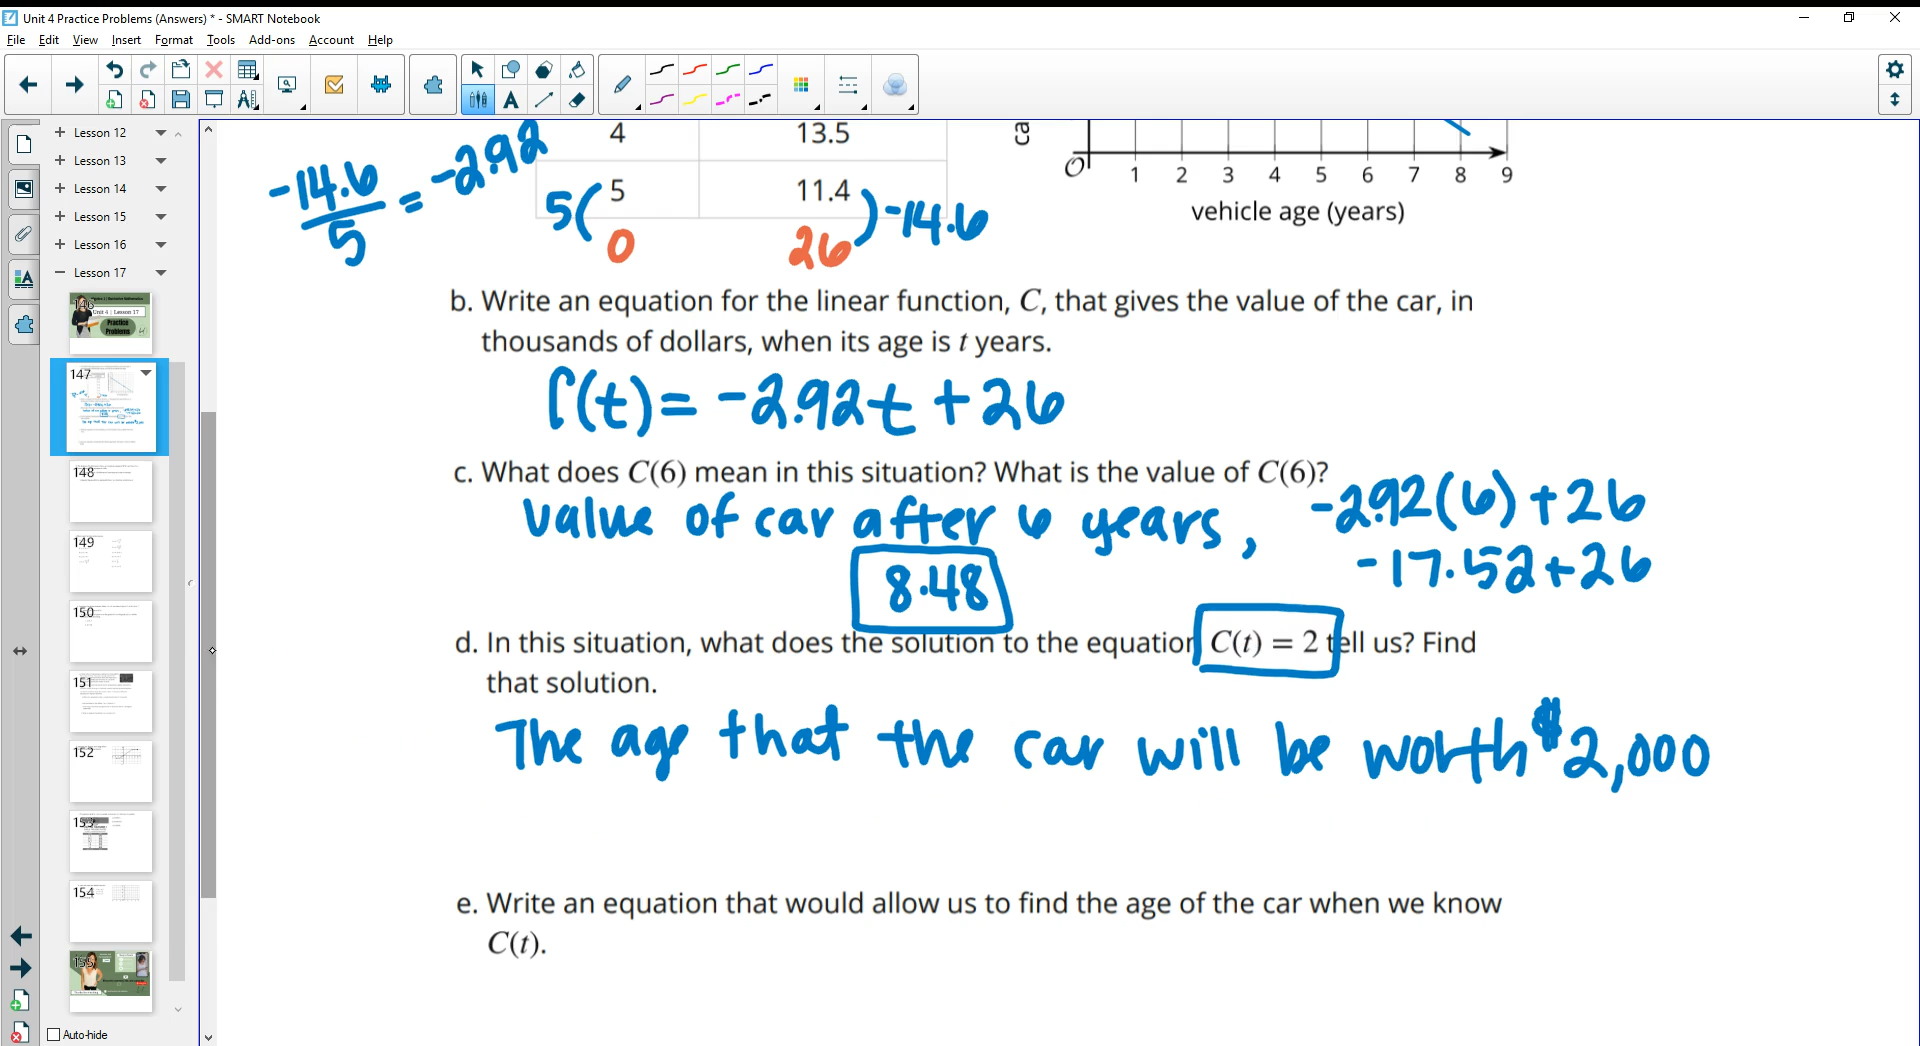 Unit 4 Practice Problems (Answers) * - SMART Notebook
File Edit View Insert Format Tools Add-ons Account Help
Lesson 12
Lesson 13
Lesson 14
Lesson 15
Lesson 16
Lesson 17
Unit 4 | Lesson 17
Practice
Problems
147
148
149
150
151
152
153
154
155
Auto-hide
4 13.5
5 11.4
-14.6/5 = -2.92
5( ) -14.6
0 26
ca
O 1 2 3 4 5 6 7 8 9
vehicle age (years)
b. Write an equation for the linear function, C, that gives the value of the car, in
thousands of dollars, when its age is t years.
C(t) = -2.92t + 26
c. What does C(6) mean in this situation? What is the value of C(6)?
value of car after 6 years,
-2.92(6)+26
-17.52+26
8.48
d. In this situation, what does the solution to the equation C(t) = 2 tell us? Find
that solution.
The age that the car will be worth $2,000
e. Write an equation that would allow us to find the age of the car when we know
C(t).